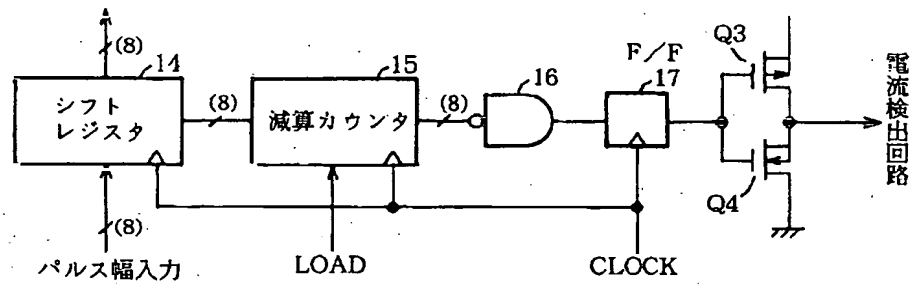 (8)
14
シフト
レジスタ
(8)
15
減算カウンタ
(8)
16
F/F
17
Q3
Q4
電流検出回路
(8)
パルス幅入力
LOAD
CLOCK